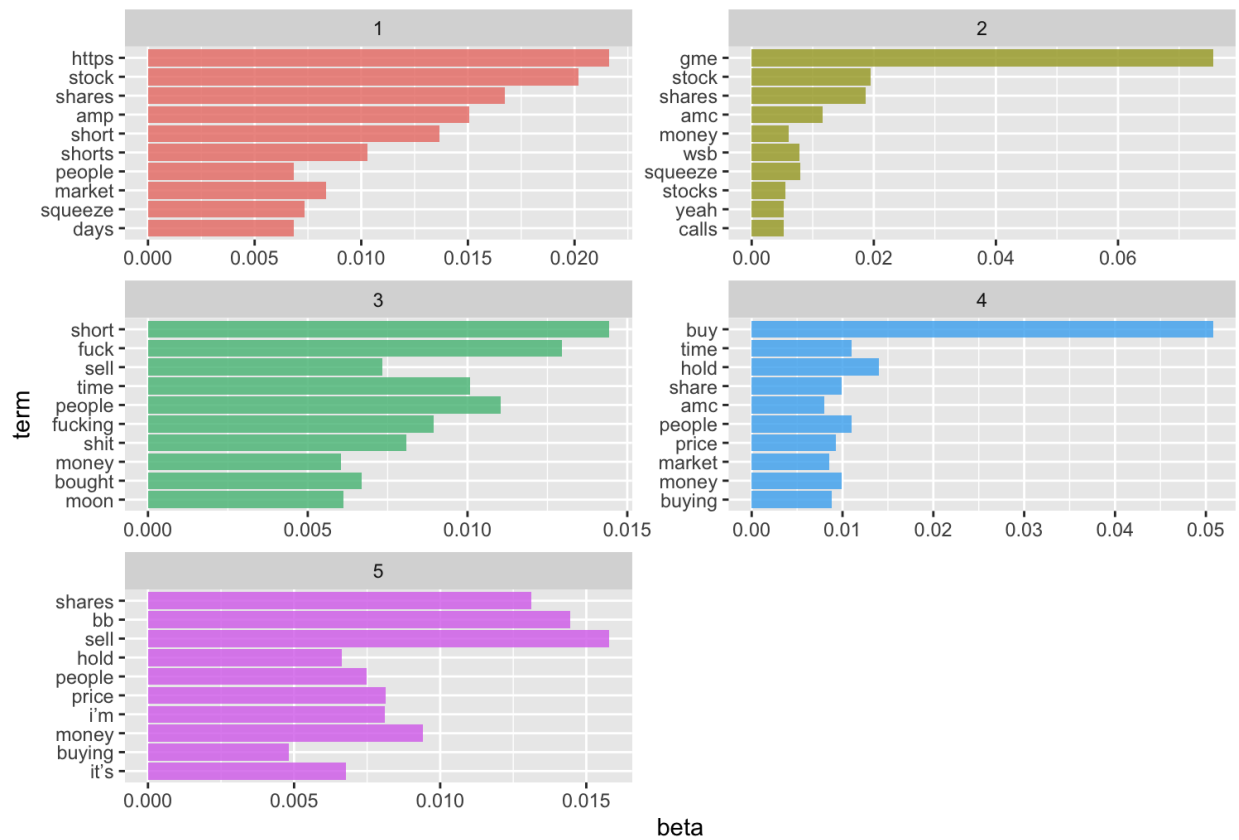 1
https
stock
shares
amp
short
shorts
people
market
squeeze
days
0.000 0.005 0.010 0.015 0.020
2
gme
stock
shares
amc
money
wsb
squeeze
stocks
yeah
calls
0.00 0.02 0.04 0.06
3
short
fuck
sell
time
people
fucking
shit
money
bought
moon
0.000 0.005 0.010 0.015
4
buy
time
hold
share
amc
people
price
market
money
buying
0.00 0.01 0.02 0.03 0.04 0.05
5
shares
bb
sell
hold
people
price
i’m
money
buying
it’s
0.000 0.005 0.010 0.015
term
beta